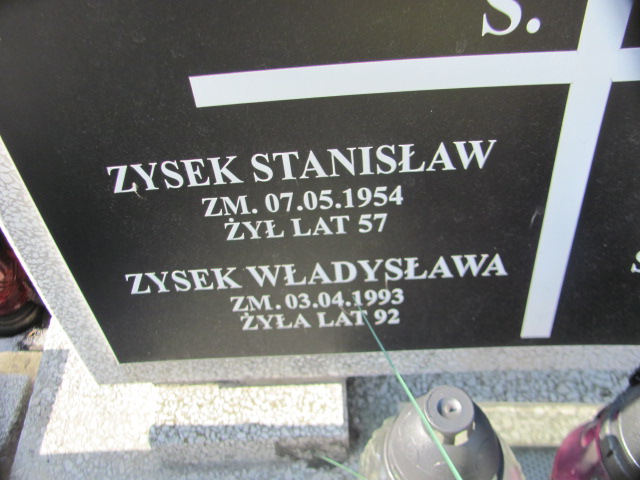 Ś.
ZYSEK STANISŁAW
ZM. 07.05.1954
ŻYŁ LAT 57
ZYSEK WŁADYSŁAWA
ZM. 03.04.1993
ŻYŁA LAT 92